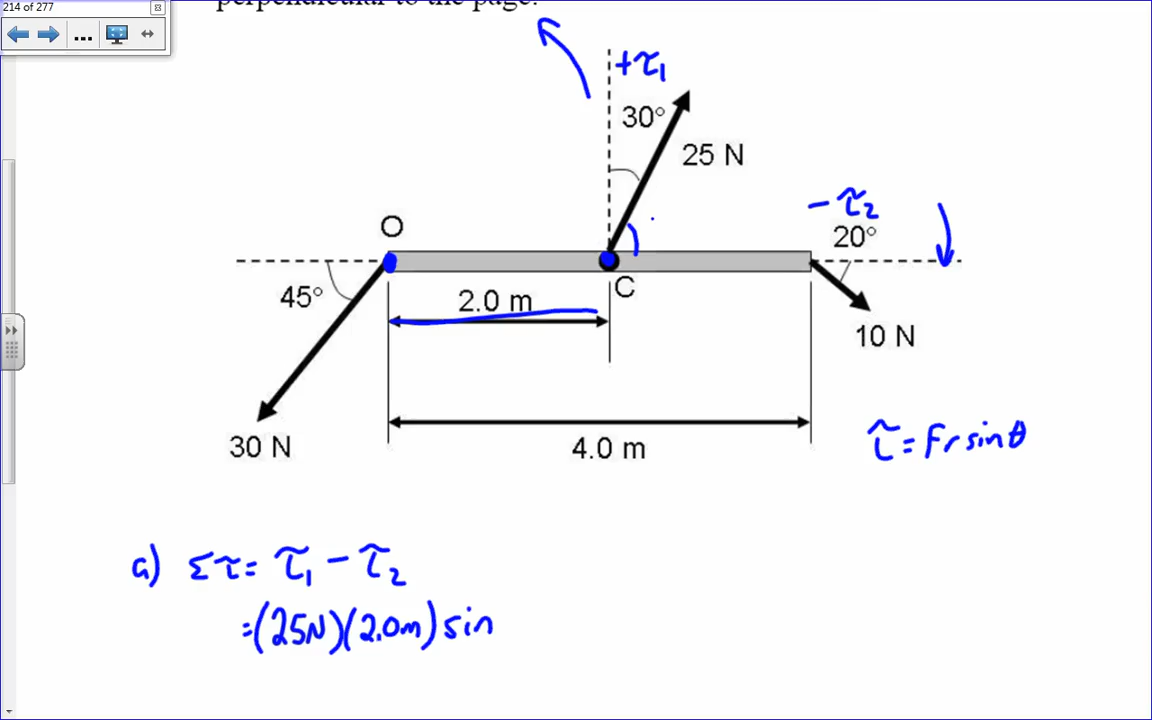 214 of 277
perpendicular to the page.
...
+τ₁
30°
25 N
-τ₂
20°
O
45°
2.0 m
C
10 N
30 N
4.0 m
τ = Fr sin θ
a) Στ = τ₁ - τ₂
= (25N)(2.0m) sin